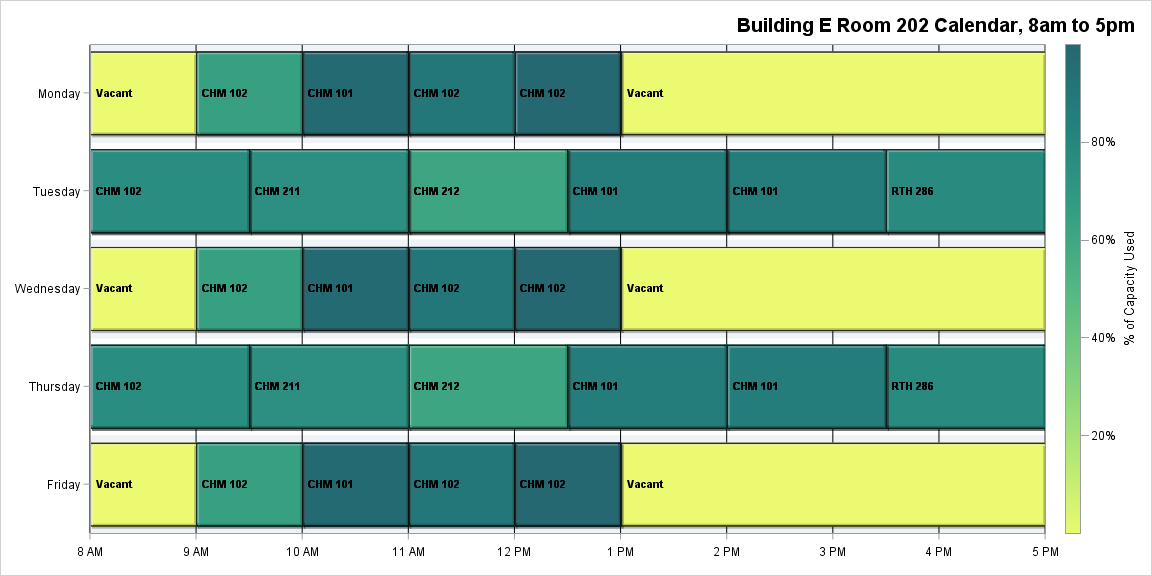 Building E Room 202 Calendar, 8am to 5pm
Monday
Vacant
CHM 102
CHM 101
CHM 102
CHM 102
Vacant
Tuesday
CHM 102
CHM 211
CHM 212
CHM 101
CHM 101
RTH 286
Wednesday
Vacant
CHM 102
CHM 101
CHM 102
CHM 102
Vacant
Thursday
CHM 102
CHM 211
CHM 212
CHM 101
CHM 101
RTH 286
Friday
Vacant
CHM 102
CHM 101
CHM 102
CHM 102
Vacant
8 AM
9 AM
10 AM
11 AM
12 PM
1 PM
2 PM
3 PM
4 PM
5 PM
80%
60%
40%
20%
% of Capacity Used